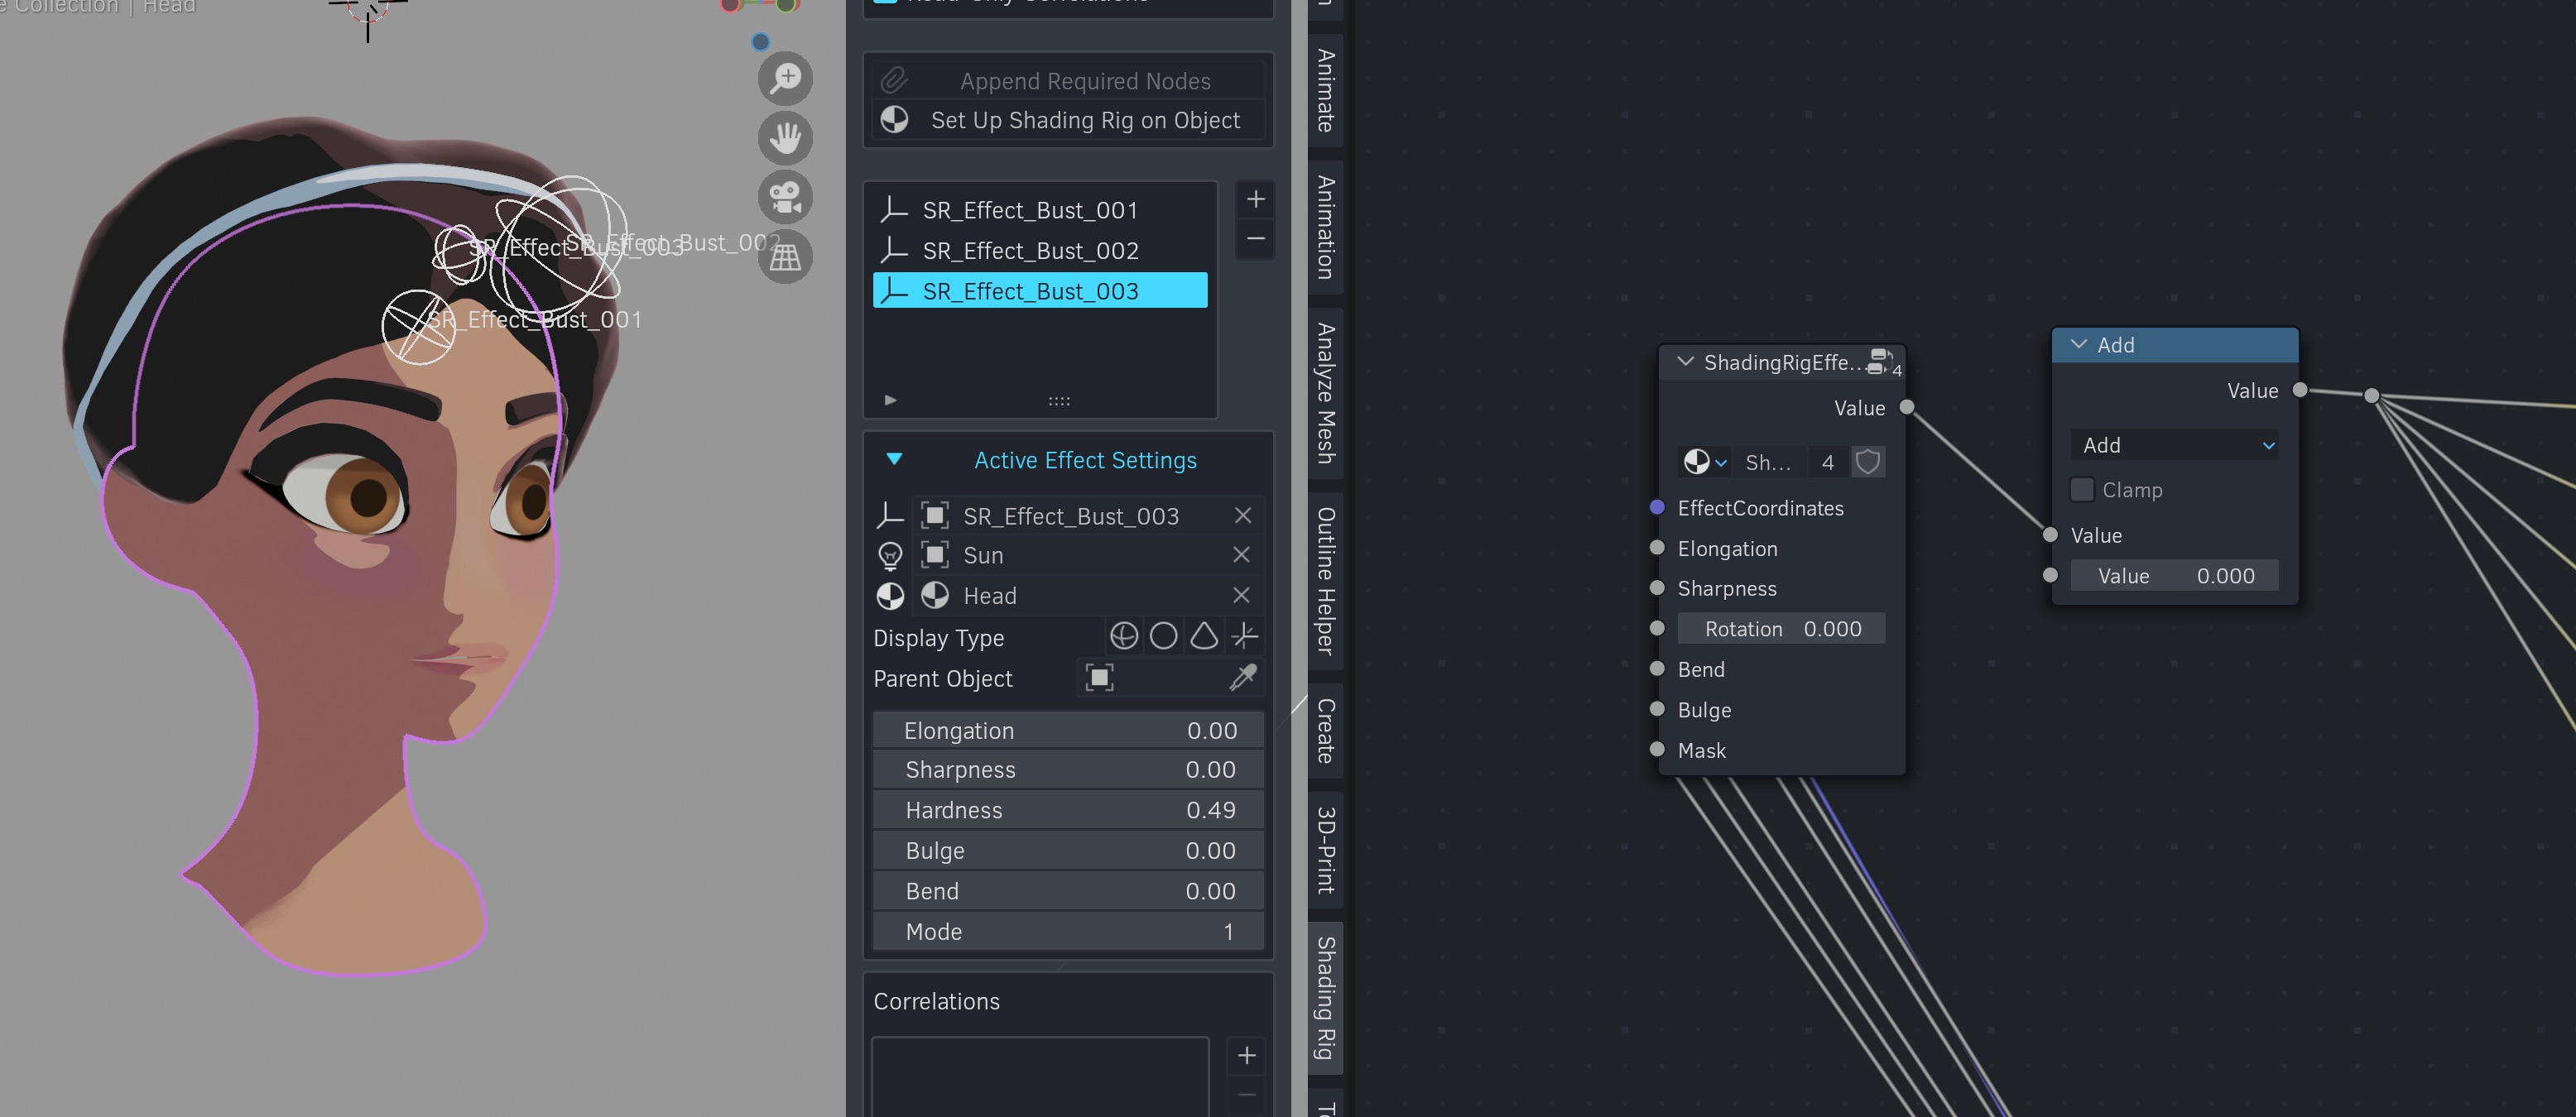 e Collection | Head
SR_Effect_Bust_003
SR_Effect_Bust_002
SR_Effect_Bust_001
Append Required Nodes
Set Up Shading Rig on Object
SR_Effect_Bust_001
SR_Effect_Bust_002
SR_Effect_Bust_003
Active Effect Settings
SR_Effect_Bust_003
Sun
Head
Display Type
Parent Object
Elongation 0.00
Sharpness 0.00
Hardness 0.49
Bulge 0.00
Bend 0.00
Mode 1
Correlations
Animate
Animation
Analyze Mesh
Outline Helper
Create
3D-Print
Shading Rig
ShadingRigEffe... 4
Value
Sh... 4
EffectCoordinates
Elongation
Sharpness
Rotation 0.000
Bend
Bulge
Mask
Add
Value
Add
Clamp
Value
Value 0.000